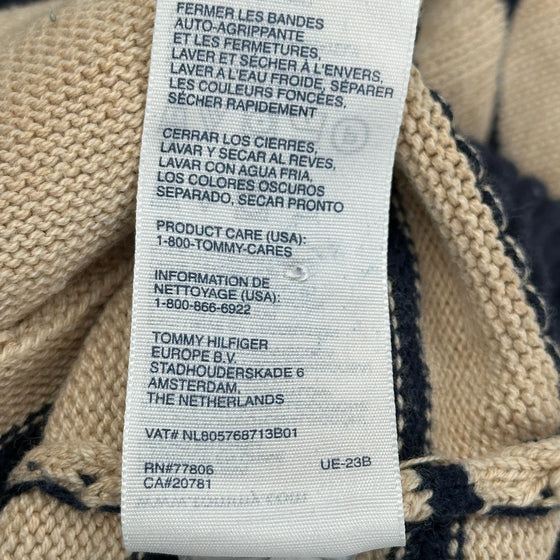 FERMER LES BANDES
AUTO-AGRIPPANTE
ET LES FERMETURES,
LAVER ET SÉCHER À L'ENVERS,
LAVER À L'EAU FROIDE, SÉPARER
LES COULEURS FONCÉES,
SÉCHER RAPIDEMENT
CERRAR LOS CIERRES,
LAVAR Y SECAR AL REVES,
LAVAR CON AGUA FRIA,
LOS COLORES OSCUROS
SEPARADO, SECAR PRONTO
PRODUCT CARE (USA):
1-800-TOMMY-CARES
INFORMATION DE
NETTOYAGE (USA):
1-800-866-6922
TOMMY HILFIGER
EUROPE B.V.
STADHOUDERSKADE 6
AMSTERDAM,
THE NETHERLANDS
VAT# NL805768713B01
RN#77806 UE-23B
CA#20781